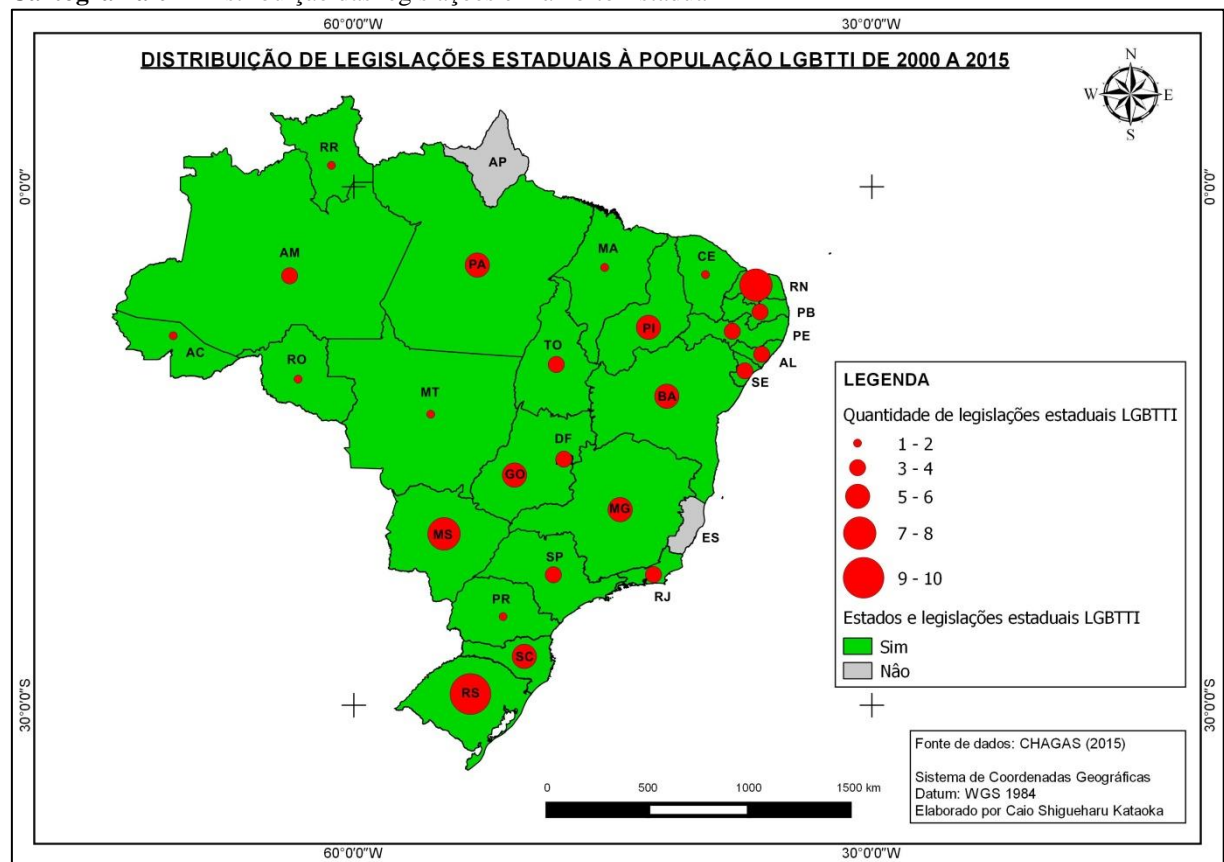 60°0'0"W 30°0'0"W
DISTRIBUIÇÃO DE LEGISLAÇÕES ESTADUAIS À POPULAÇÃO LGBTTI DE 2000 A 2015
N
W E
S
RR
AP
0°0'0" 0°0'0"
AM
PA
MA
CE
RN
PB
PI
PE
TO
AC
RO
AL
SE
MT
BA
DF
GO
MG
MS
ES
SP
RJ
PR
SC
RS
LEGENDA
Quantidade de legislações estaduais LGBTTI
1 - 2
3 - 4
5 - 6
7 - 8
9 - 10
Estados e legislações estaduais LGBTTI
Sim
Nâo
30°0'0"S 30°0'0"S
Fonte de dados: CHAGAS (2015)
Sistema de Coordenadas Geográficas
Datum: WGS 1984
Elaborado por Caio Shigueharu Kataoka
0 500 1000 1500 km
60°0'0"W 30°0'0"W